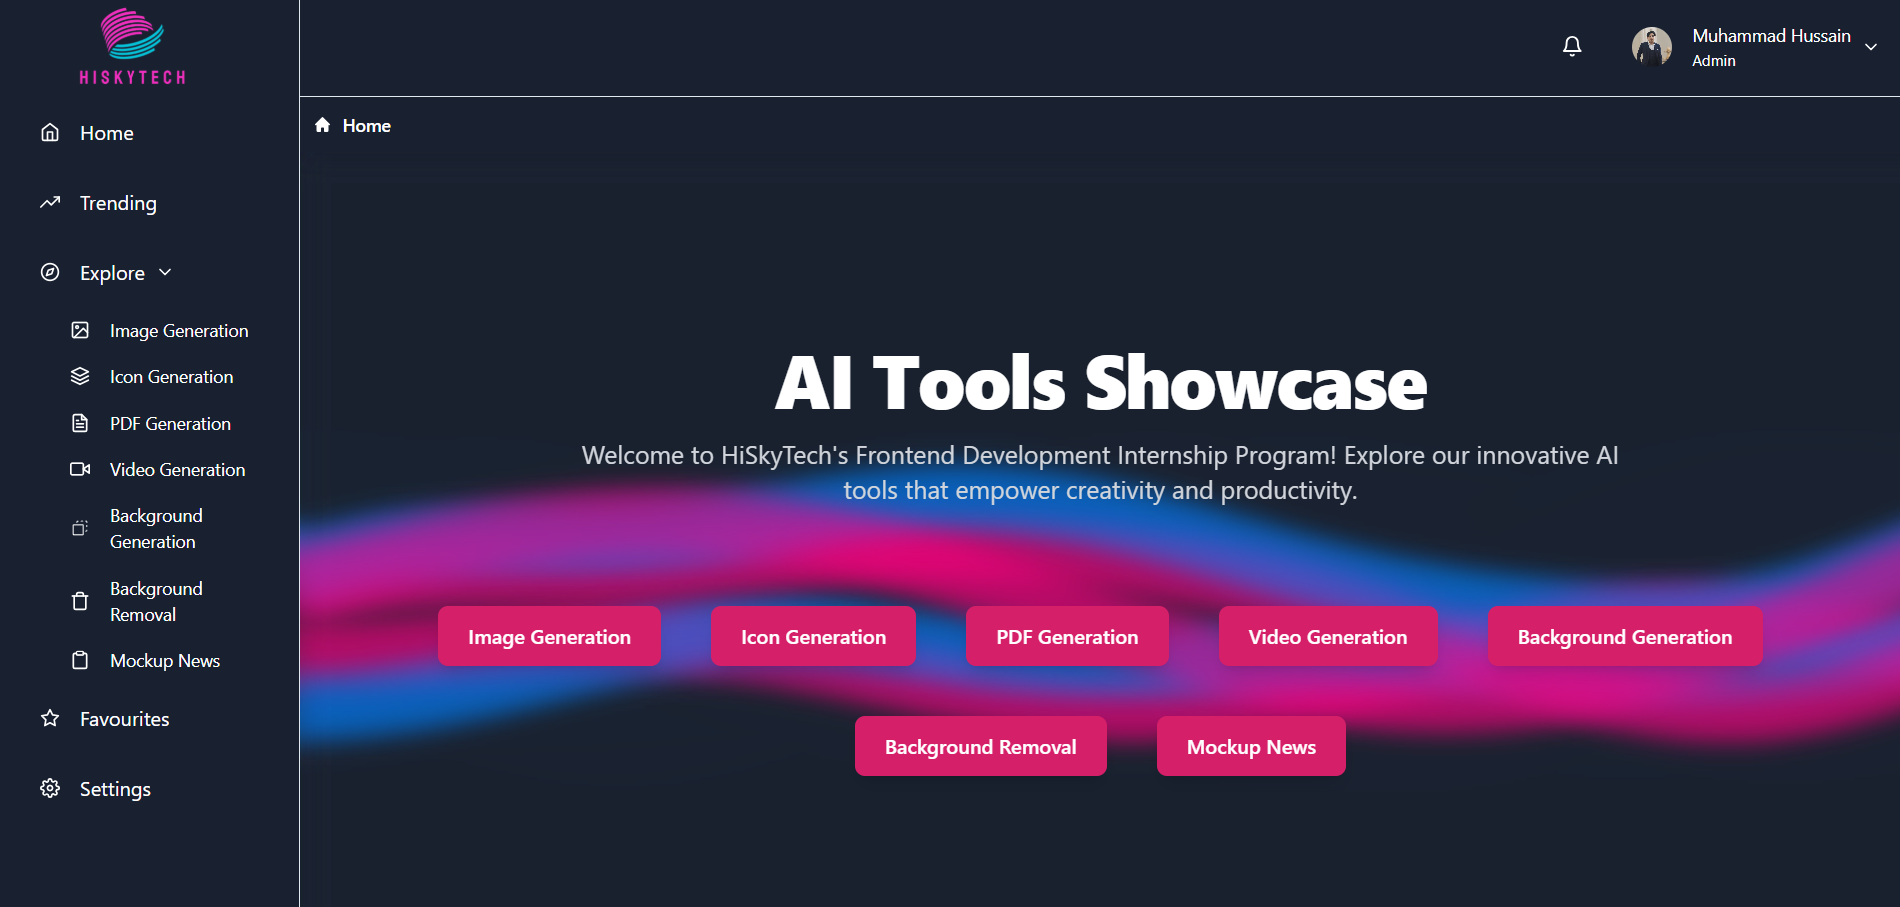 HISKYTECH
Home
Trending
Explore
Image Generation
Icon Generation
PDF Generation
Video Generation
Background
Generation
Background
Removal
Mockup News
Favourites
Settings
Muhammad Hussain
Admin
Home
AI Tools Showcase
Welcome to HiSkyTech's Frontend Development Internship Program! Explore our innovative AI
tools that empower creativity and productivity.
Image Generation
Icon Generation
PDF Generation
Video Generation
Background Generation
Background Removal
Mockup News